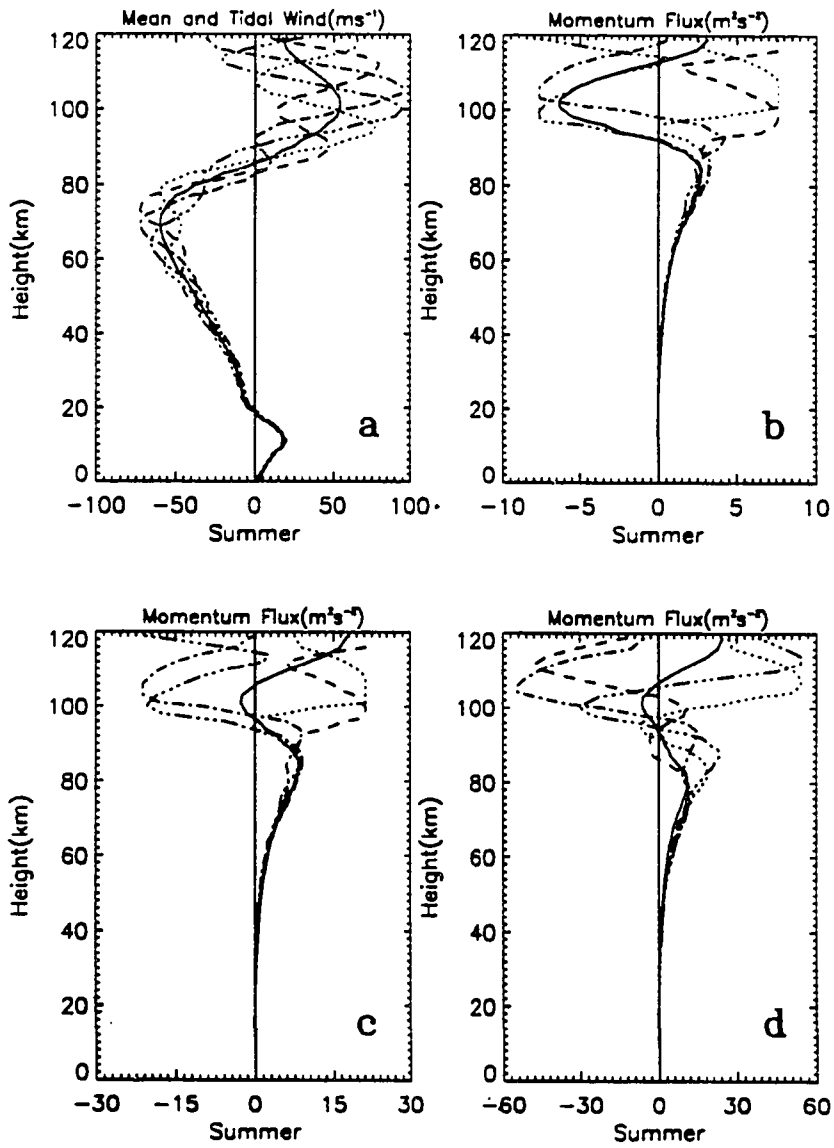 Mean and Tidal Wind(ms⁻¹)
120
100
80
60
40
20
0
Height(km)
a
-100 -50 0 50 100.
Summer
Momentum Flux(m²s⁻²)
120
100
80
60
40
20
0
Height(km)
b
-10 -5 0 5 10
Summer
Momentum Flux(m²s⁻²)
120
100
80
60
40
20
0
Height(km)
c
-30 -15 0 15 30
Summer
Momentum Flux(m²s⁻²)
120
100
80
60
40
20
0
Height(km)
d
-60 -30 0 30 60
Summer